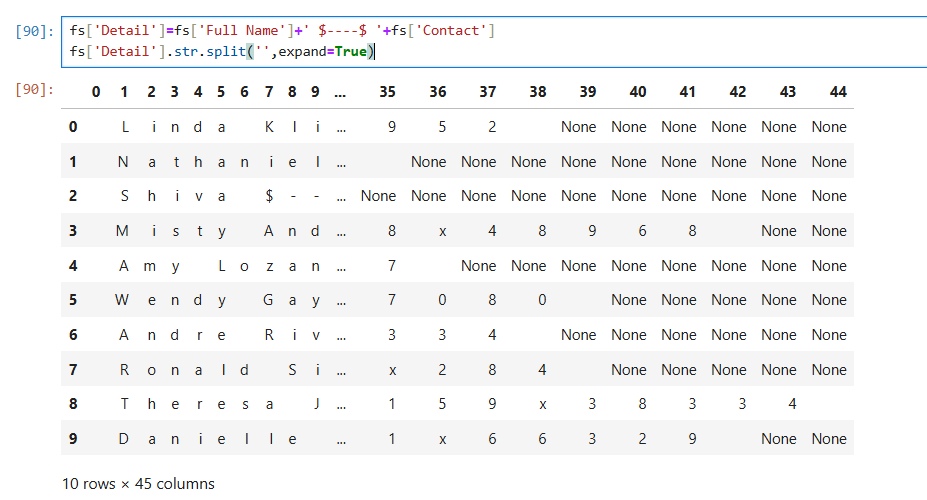 [90]: fs['Detail']=fs['Full Name']+' $----$ '+fs['Contact']
fs['Detail'].str.split('',expand=True)
[90]: 0 1 2 3 4 5 6 7 8 9 ... 35 36 37 38 39 40 41 42 43 44
0 L i n d a K l i ... 9 5 2 None None None None None None
1 N a t h a n i e l ... None None None None None None None None None
2 S h i v a $ - - ... None None None None None None None None None None
3 M i s t y A n d ... 8 x 4 8 9 6 8 None None
4 A m y L o z a n ... 7 None None None None None None None None
5 W e n d y G a y ... 7 0 8 0 None None None None None
6 A n d r e R i v ... 3 3 4 None None None None None None
7 R o n a l d S i ... x 2 8 4 None None None None None
8 T h e r e s a J ... 1 5 9 x 3 8 3 3 4
9 D a n i e l l e ... 1 x 6 6 3 2 9 None None
10 rows × 45 columns